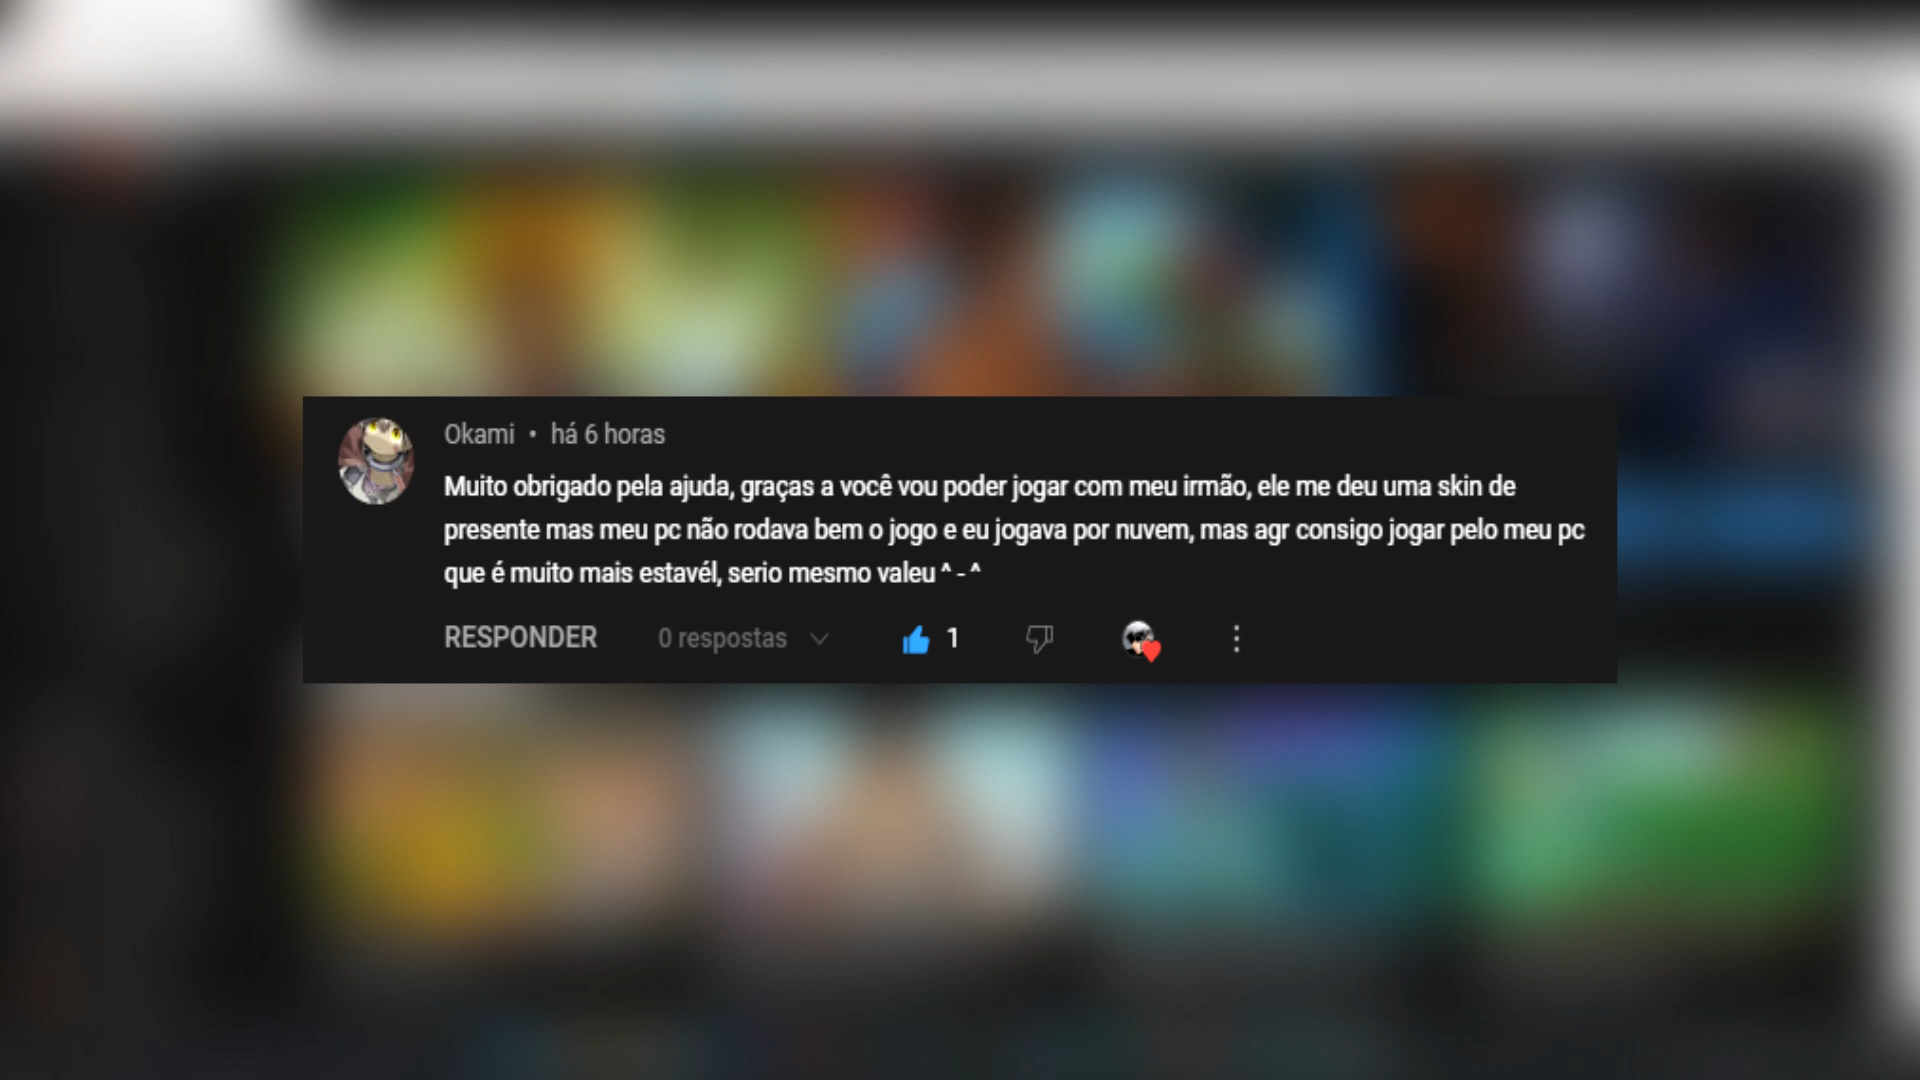 Okami • há 6 horas
Muito obrigado pela ajuda, graças a você vou poder jogar com meu irmão, ele me deu uma skin de
presente mas meu pc não rodava bem o jogo e eu jogava por nuvem, mas agr consigo jogar pelo meu pc
que é muito mais estavél, serio mesmo valeu ^ - ^
RESPONDER 0 respostas 1